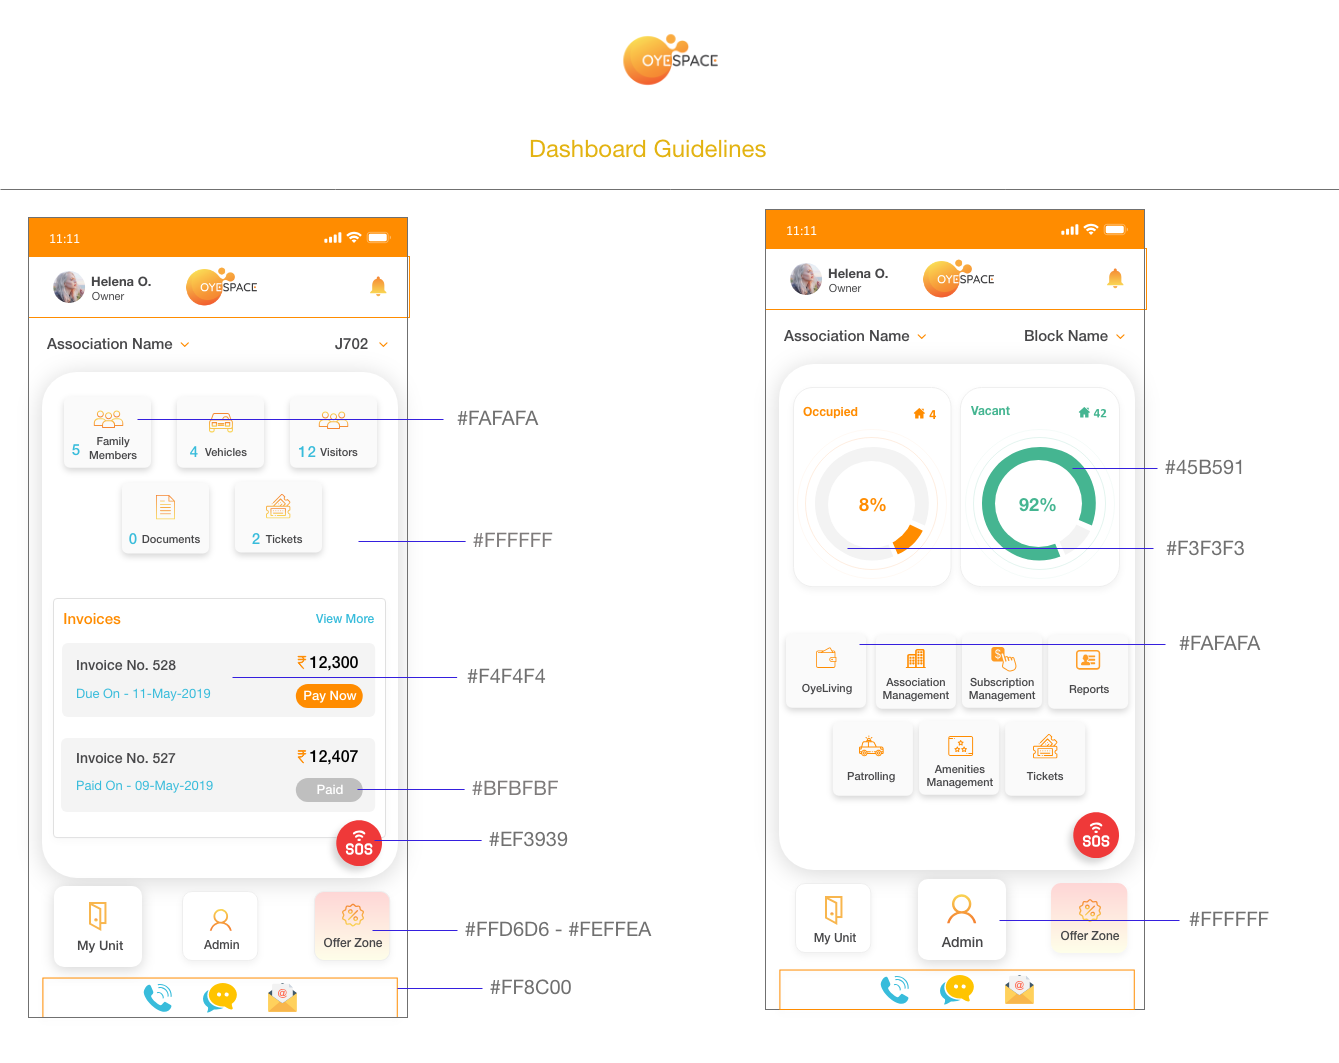 OYESPACE
Dashboard Guidelines
11:11
Helena O.
Owner
OYESPACE
Association Name
J702
5 Family Members
4 Vehicles
12 Visitors
0 Documents
2 Tickets
Invoices
View More
Invoice No. 528
₹ 12,300
Due On - 11-May-2019
Pay Now
Invoice No. 527
₹ 12,407
Paid On - 09-May-2019
Paid
SOS
My Unit
Admin
%
Offer Zone
@
#FAFAFA
#FFFFFF
#F4F4F4
#BFBFBF
#EF3939
#FFD6D6 - #FEFFEA
#FF8C00
11:11
Helena O.
Owner
OYESPACE
Association Name
Block Name
Occupied
4
8%
Vacant
42
92%
OyeLiving
Association
Management
$
Subscription
Management
Reports
Patrolling
Amenities
Management
Tickets
SOS
My Unit
Admin
%
Offer Zone
@
#45B591
#F3F3F3
#FAFAFA
#FFFFFF